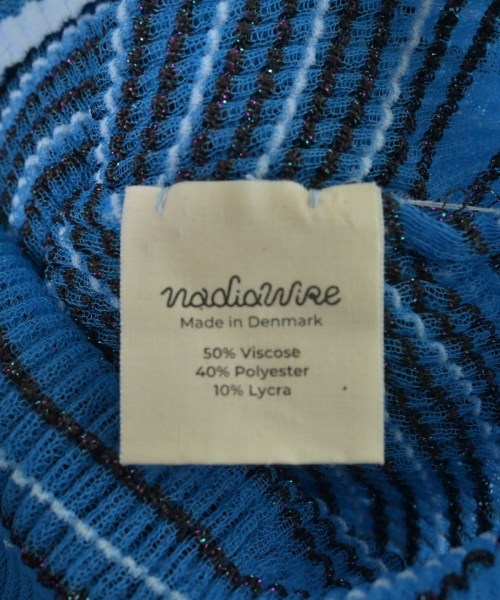 nadiawire
Made in Denmark
50% Viscose
40% Polyester
10% Lycra